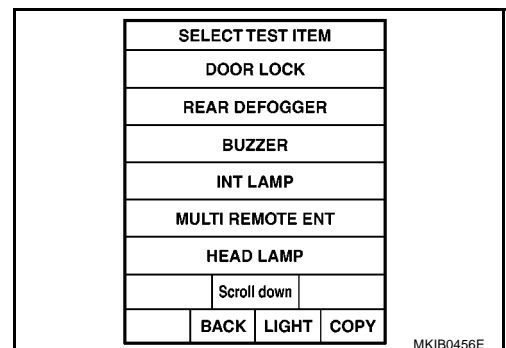 SELECT TEST ITEM
DOOR LOCK
REAR DEFOGGER
BUZZER
INT LAMP
MULTI REMOTE ENT
HEAD LAMP
Scroll down
BACK LIGHT COPY
MKIB0456E